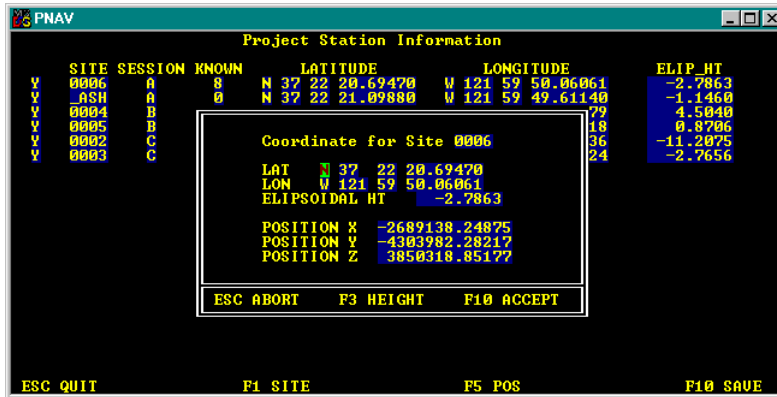 PNAV
Project Station Information
SITE SESSION KNOWN LATITUDE LONGITUDE ELIP_HT
Y 0006 A 8 N 37 22 20.69470 W 121 59 50.06061 -2.7863
Y _ASH A 0 N 37 22 21.09880 W 121 59 49.61140 -1.1460
Y 0004 B 79 4.5040
Y 0005 B 18 0.8706
Y 0002 C 36 -11.2075
Y 0003 C 24 -2.7656
Coordinate for Site 0006
LAT N 37 22 20.69470
LON W 121 59 50.06061
ELIPSOIDAL HT -2.7863
POSITION X -2689138.24875
POSITION Y -4303982.28217
POSITION Z 3850318.85177
ESC ABORT F3 HEIGHT F10 ACCEPT
ESC QUIT F1 SITE F5 POS F10 SAVE